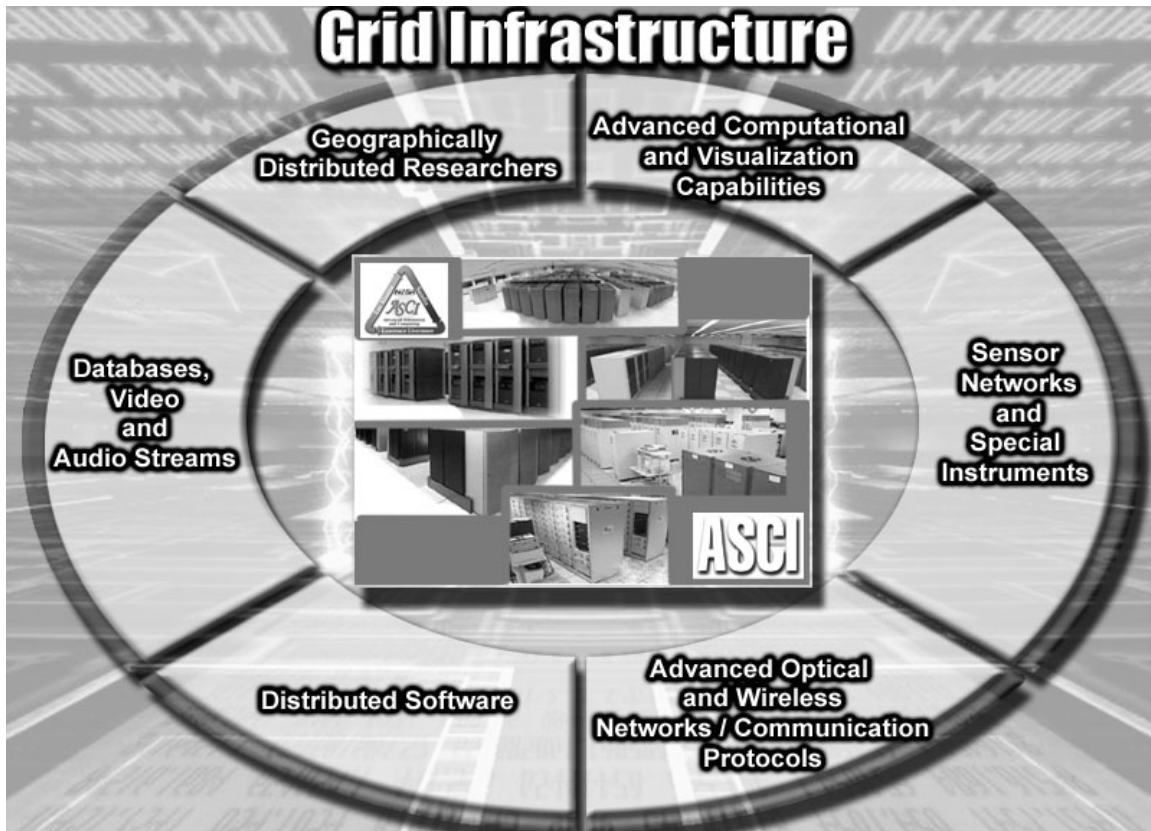 Grid Infrastructure
Geographically
Distributed Researchers
Advanced Computational
and Visualization
Capabilities
Databases,
Video
and
Audio Streams
Sensor
Networks
and
Special
Instruments
ASCI
ASCI
Distributed Software
Advanced Optical
and Wireless
Networks / Communication
Protocols